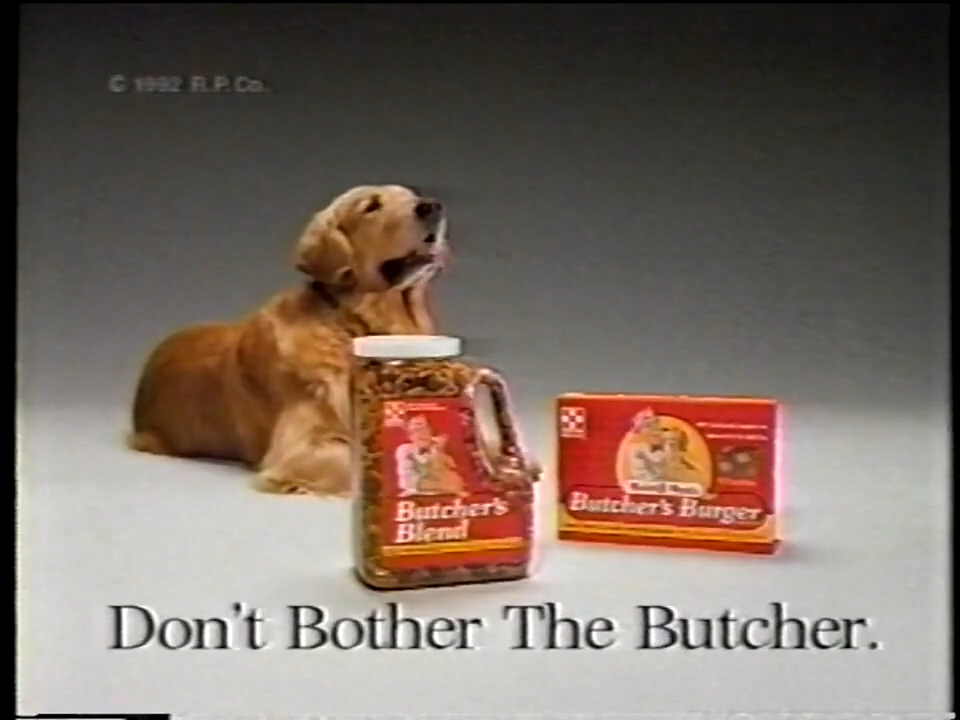 © 1992 R.P. Co.
Butcher's
Blend
Butcher's Burger
Don't Bother The Butcher.